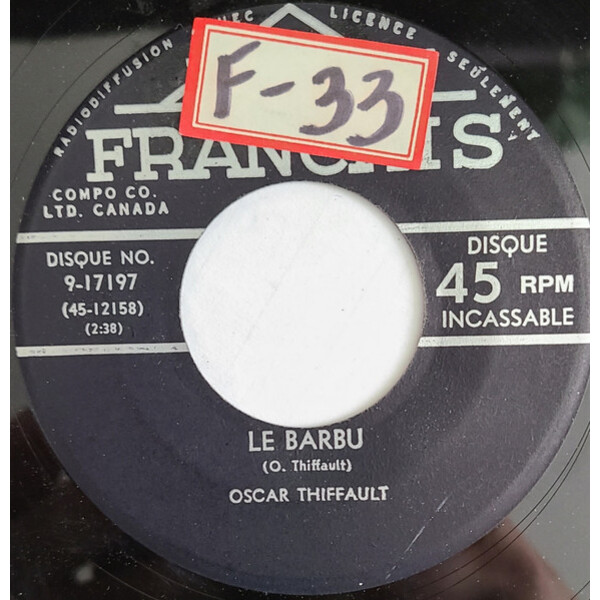 RADIODIFFUSION
LICENCE SEULEMENT
F-33
FRANCAIS
COMPO CO.
LTD. CANADA
DISQUE NO.
9-17197
(45-12158)
(2:38)
DISQUE
45 RPM
INCASSABLE
LE BARBU
(O. Thiffault)
OSCAR THIFFAULT